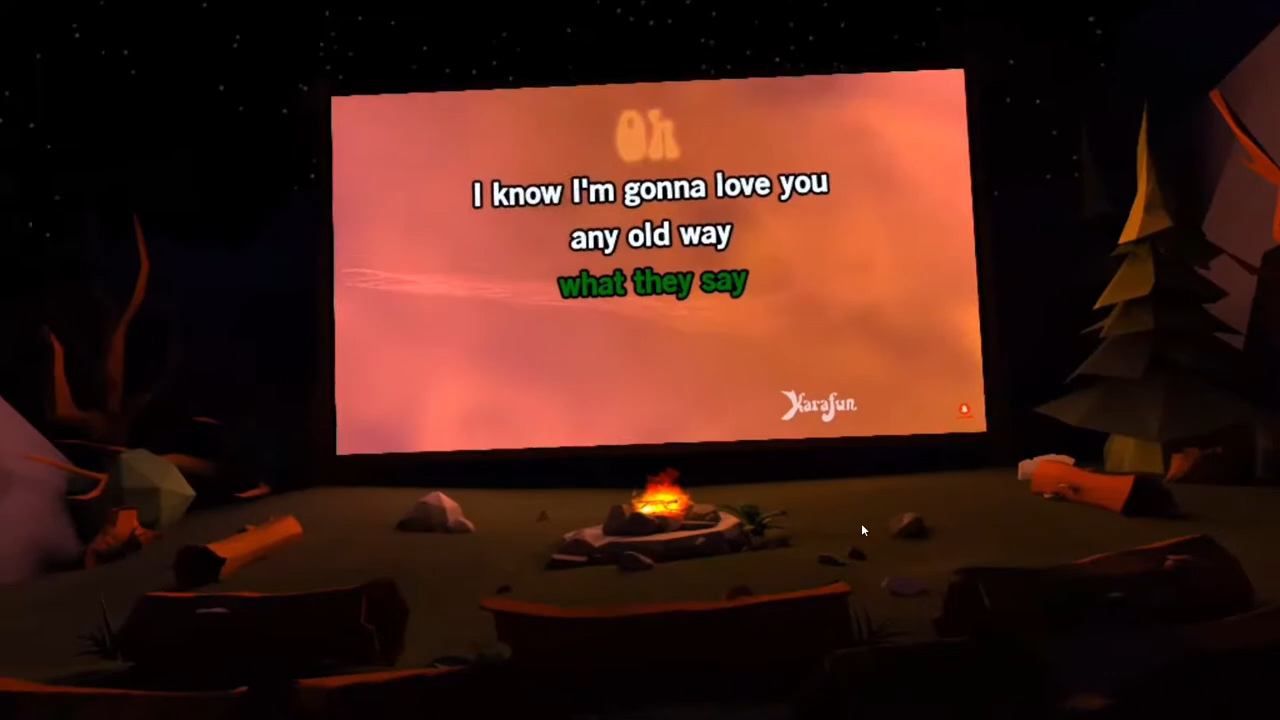 Oh
I know I'm gonna love you
any old way
what they say
Karafun